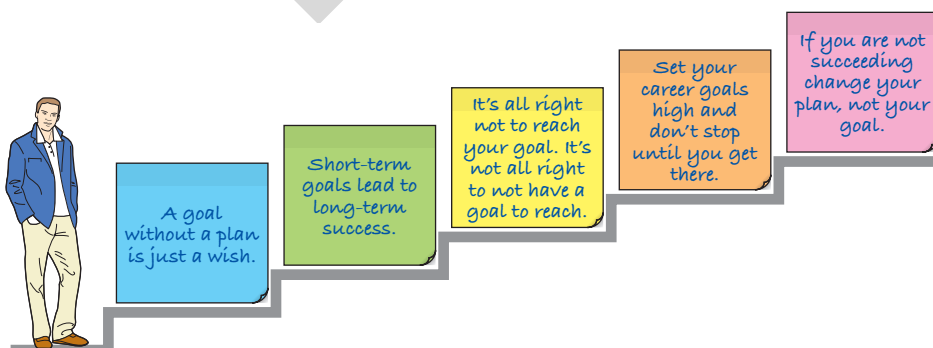 A goal
without a plan
is just a wish.
Short-term
goals lead to
long-term
success.
It's all right
not to reach
your goal. It's
not all right
to not have a
goal to reach.
Set your
career goals
high and
don't stop
until you get
there.
If you are not
succeeding
change your
plan, not your
goal.